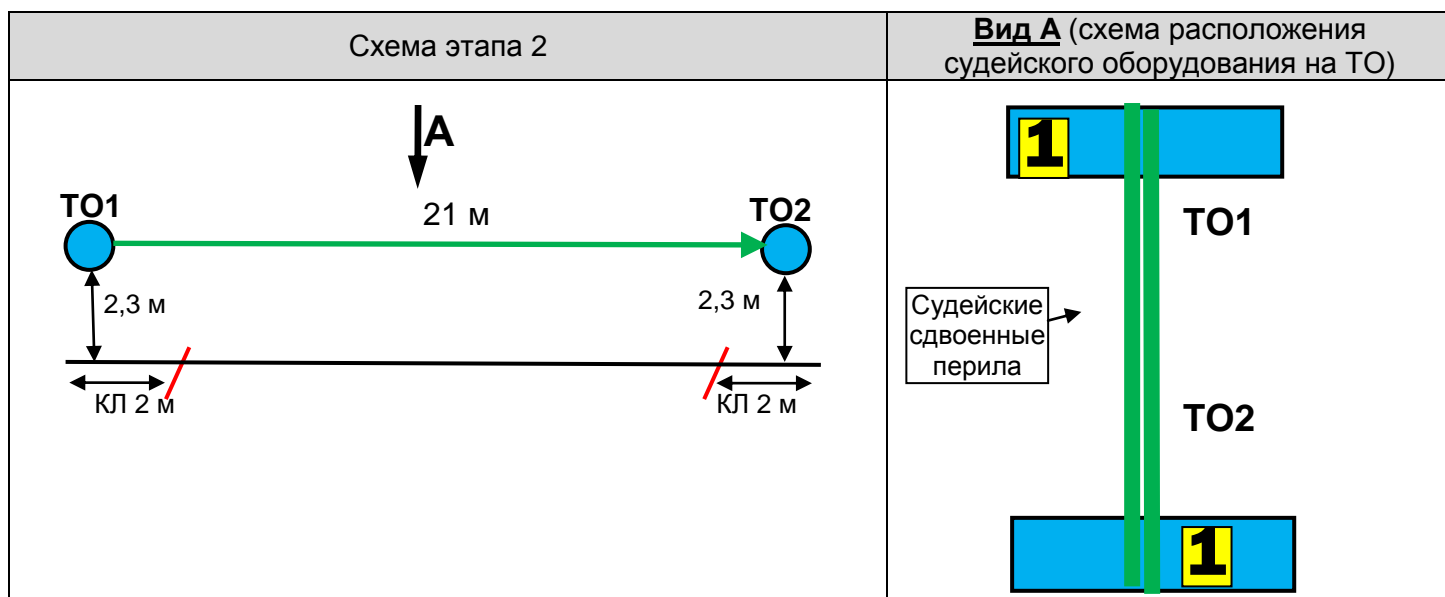 Схема этапа 2
Вид А (схема расположения
судейского оборудования на ТО)
А
ТО1
21 м
ТО2
2,3 м
2,3 м
КЛ 2 м
КЛ 2 м
1
ТО1
Судейские
сдвоенные
перила
ТО2
1